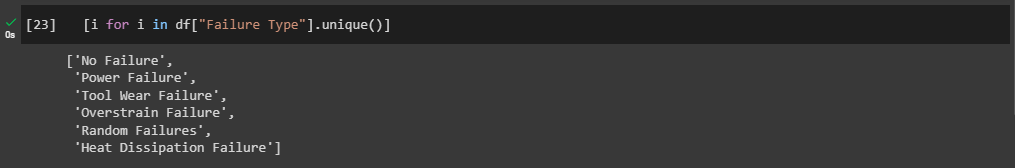 [23] [i for i in df["Failure Type"].unique()]
0s
['No Failure',
'Power Failure',
'Tool Wear Failure',
'Overstrain Failure',
'Random Failures',
'Heat Dissipation Failure']